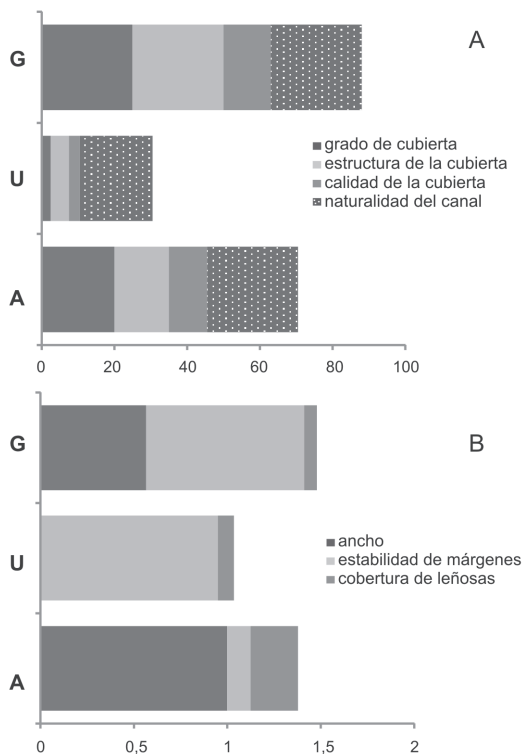 A
G
U
A
grado de cubierta
estructura de la cubierta
calidad de la cubierta
naturalidad del canal
0 20 40 60 80 100
B
G
U
A
ancho
estabilidad de márgenes
cobertura de leñosas
0 0,5 1 1,5 2